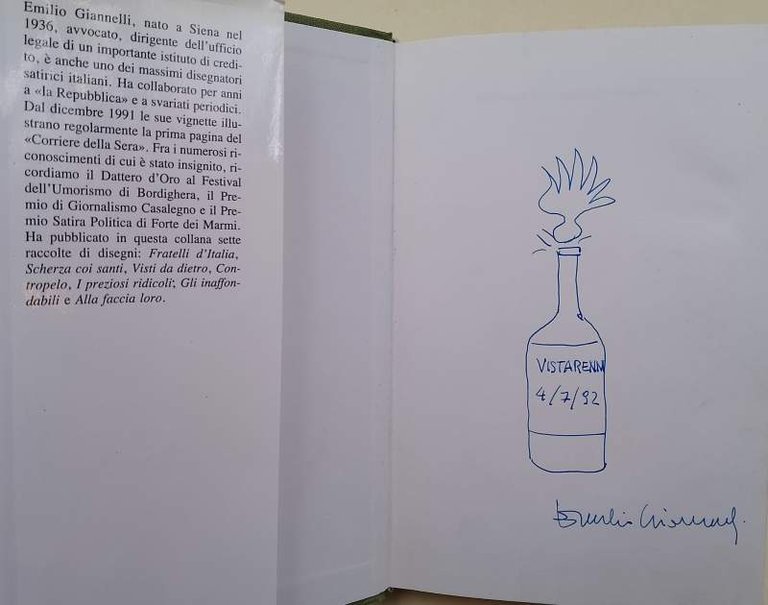 Emilio Giannelli, nato a Siena nel
1936, avvocato, dirigente dell'ufficio
legale di un importante istituto di credi-
to, è anche uno dei massimi disegnatori
satirici italiani. Ha collaborato per anni
a «la Repubblica» e a svariati periodici.
Dal dicembre 1991 le sue vignette illu-
strano regolarmente la prima pagina del
«Corriere della Sera». Fra i numerosi ri-
conoscimenti di cui è stato insignito, ri-
cordiamo il Dattero d'Oro al Festival
dell'Umorismo di Bordighera, il Pre-
mio di Giornalismo Casalegno e il Pre-
mio Satira Politica di Forte dei Marmi.
Ha pubblicato in questa collana sette
raccolte di disegni: Fratelli d'Italia,
Scherza coi santi, Visti da dietro, Con-
tropelo, I preziosi ridicoli, Gli inaffon-
dabili e Alla faccia loro.
VISTARENNI
4/7/92
Emilio Giannelli